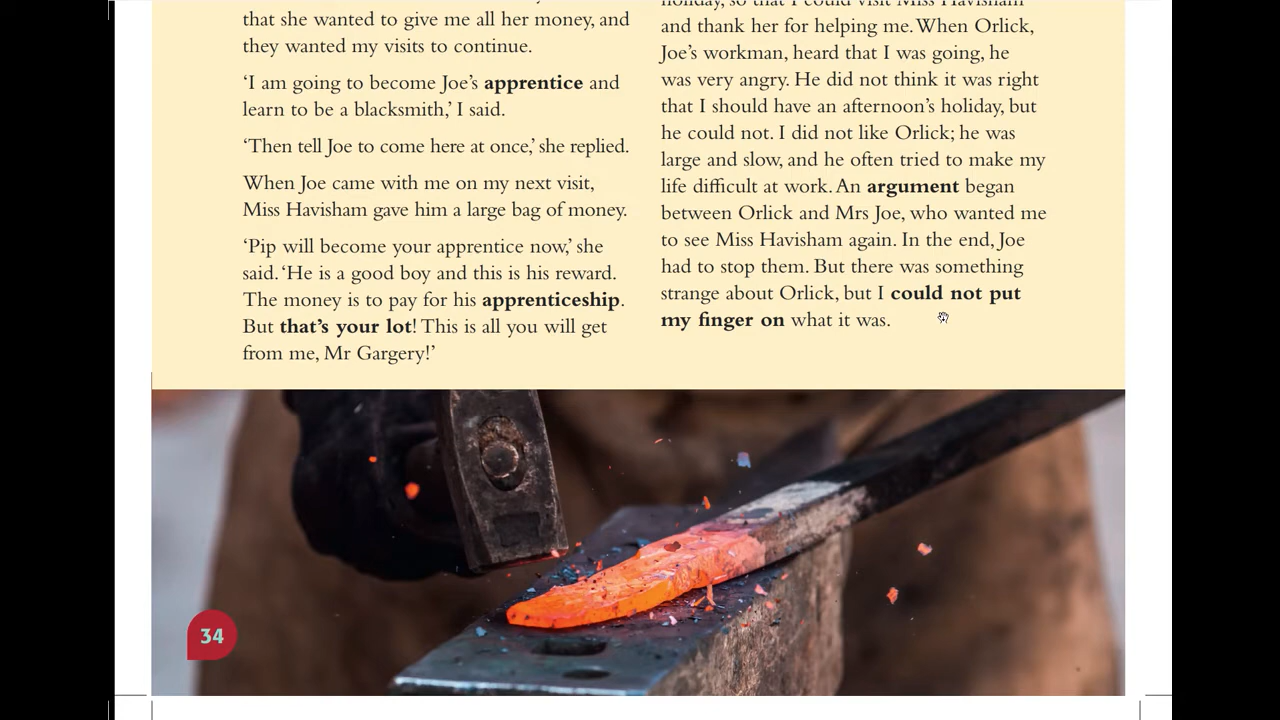 that she wanted to give me all her money, and
they wanted my visits to continue.
‘I am going to become Joe’s apprentice and
learn to be a blacksmith,’ I said.
‘Then tell Joe to come here at once,’ she replied.
When Joe came with me on my next visit,
Miss Havisham gave him a large bag of money.
‘Pip will become your apprentice now,’ she
said. ‘He is a good boy and this is his reward.
The money is to pay for his apprenticeship.
But that’s your lot! This is all you will get
from me, Mr Gargery!’
holiday, so that I could visit Miss Havisham
and thank her for helping me. When Orlick,
Joe’s workman, heard that I was going, he
was very angry. He did not think it was right
that I should have an afternoon’s holiday, but
he could not. I did not like Orlick; he was
large and slow, and he often tried to make my
life difficult at work. An argument began
between Orlick and Mrs Joe, who wanted me
to see Miss Havisham again. In the end, Joe
had to stop them. But there was something
strange about Orlick, but I could not put
my finger on what it was.
34